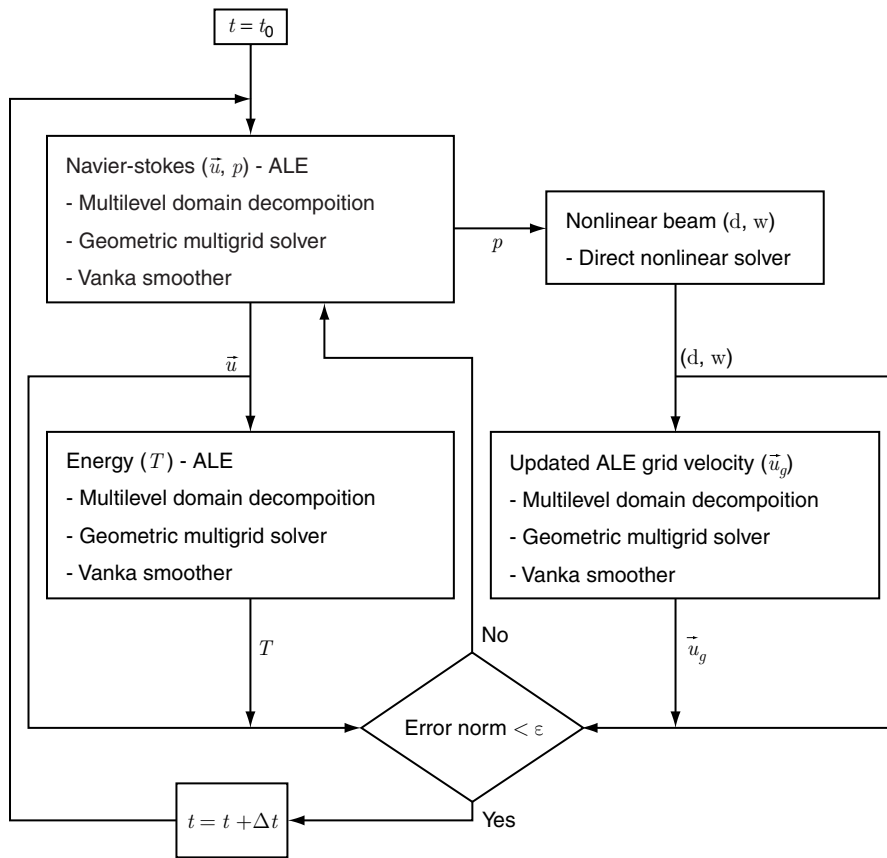 t = t₀
Navier-stokes (u⃗, p) - ALE
- Multilevel domain decompoition
- Geometric multigrid solver
- Vanka smoother
p
Nonlinear beam (d, w)
- Direct nonlinear solver
u⃗
(d, w)
Energy (T) - ALE
- Multilevel domain decompoition
- Geometric multigrid solver
- Vanka smoother
Updated ALE grid velocity (u⃗_g)
- Multilevel domain decompoition
- Geometric multigrid solver
- Vanka smoother
T
No
u⃗_g
Error norm < ε
Yes
t = t + Δt